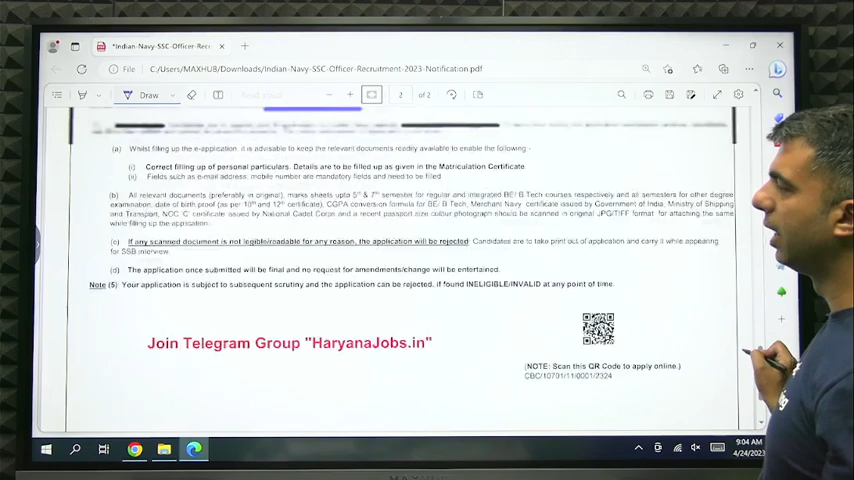 *Indian-Navy-SSC-Officer-Recr
File C:/Users/MAXHUB/Downloads/Indian-Navy-SSC-Officer-Recruitment-2023-Notification.pdf
Draw Read aloud 2 of 2
(a) Whilst filling up the e-application, it is advisable to keep the relevant documents readily available to enable the following :-
(i) Correct filling up of personal particulars. Details are to be filled up as given in the Matriculation Certificate
(ii) Fields such as e-mail address, mobile number are mandatory fields and need to be filled
(b) All relevant documents (preferably in original), marks sheets upto 5th & 7th semester for regular and integrated BE/ B.Tech courses respectively and all semesters for other degree
examination, date of birth proof (as per 10th and 12th certificate), CGPA conversion formula for BE/ B.Tech, Merchant Navy certificate issued by Government of India, Ministry of Shipping
and Transport, NCC 'C' certificate issued by National Cadet Corps and a recent passport size colour photograph should be scanned in original JPG/TIFF format for attaching the same
while filling up the application.
(c) If any scanned document is not legible/readable for any reason, the application will be rejected. Candidates are to take print out of application and carry it while appearing
for SSB interview.
(d) The application once submitted will be final and no request for amendments/change will be entertained.
Note (5): Your application is subject to subsequent scrutiny and the application can be rejected, if found INELIGIBLE/INVALID at any point of time.
Join Telegram Group "HaryanaJobs.in"
(NOTE: Scan this QR Code to apply online.)
CBC/10701/11/0001/2324
9:04 AM
4/24/2023